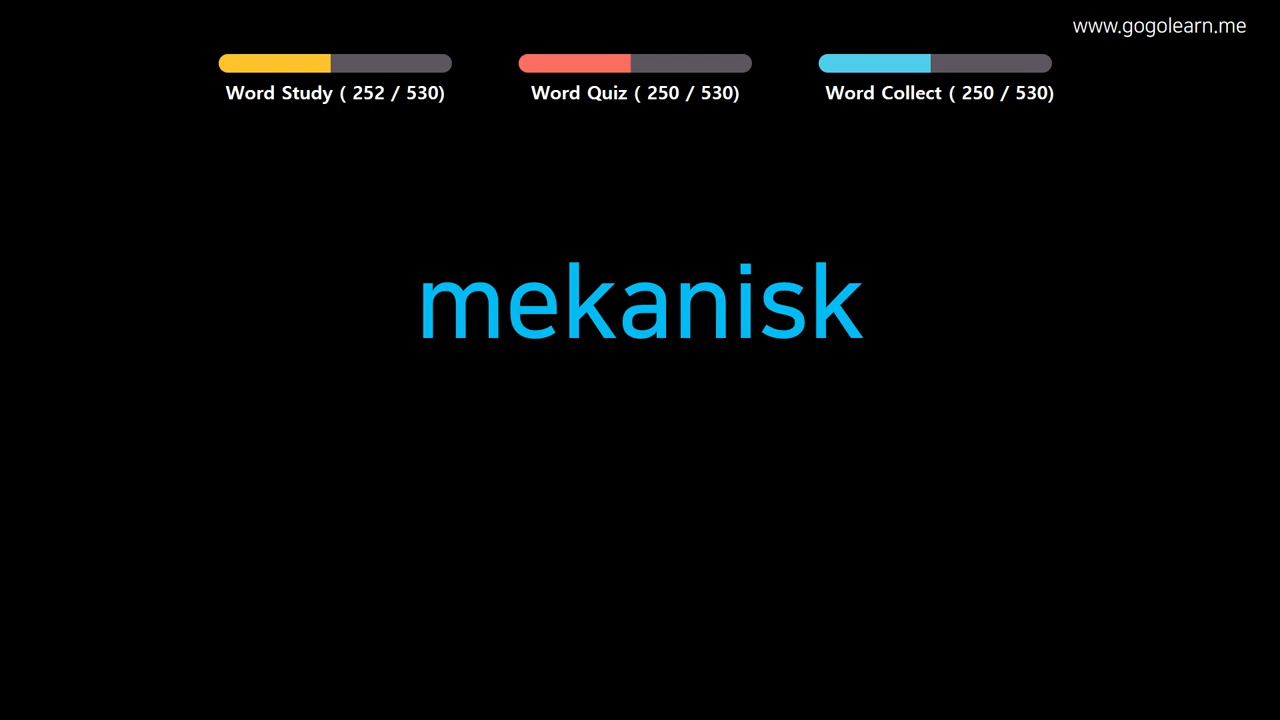 www.gogolearn.me
Word Study ( 252 / 530)
Word Quiz ( 250 / 530)
Word Collect ( 250 / 530)
mekanisk